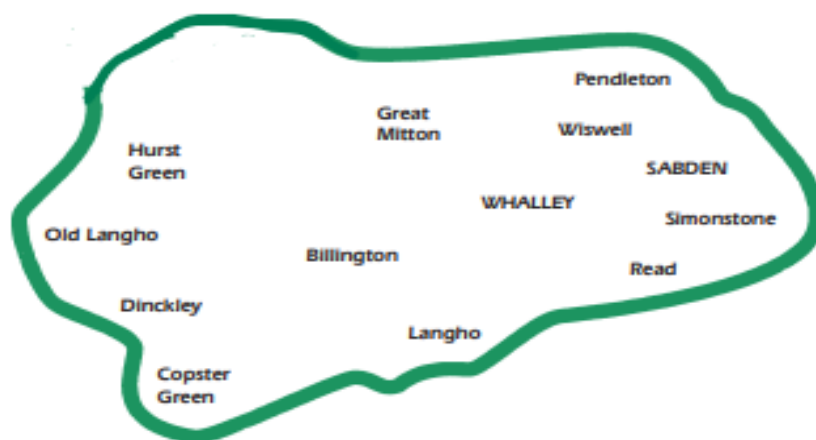 Pendleton
Great
Mitton
Wiswell
Hurst
Green
SABDEN
WHALLEY
Simonstone
Old Langho
Billington
Read
Dinckley
Langho
Copster
Green